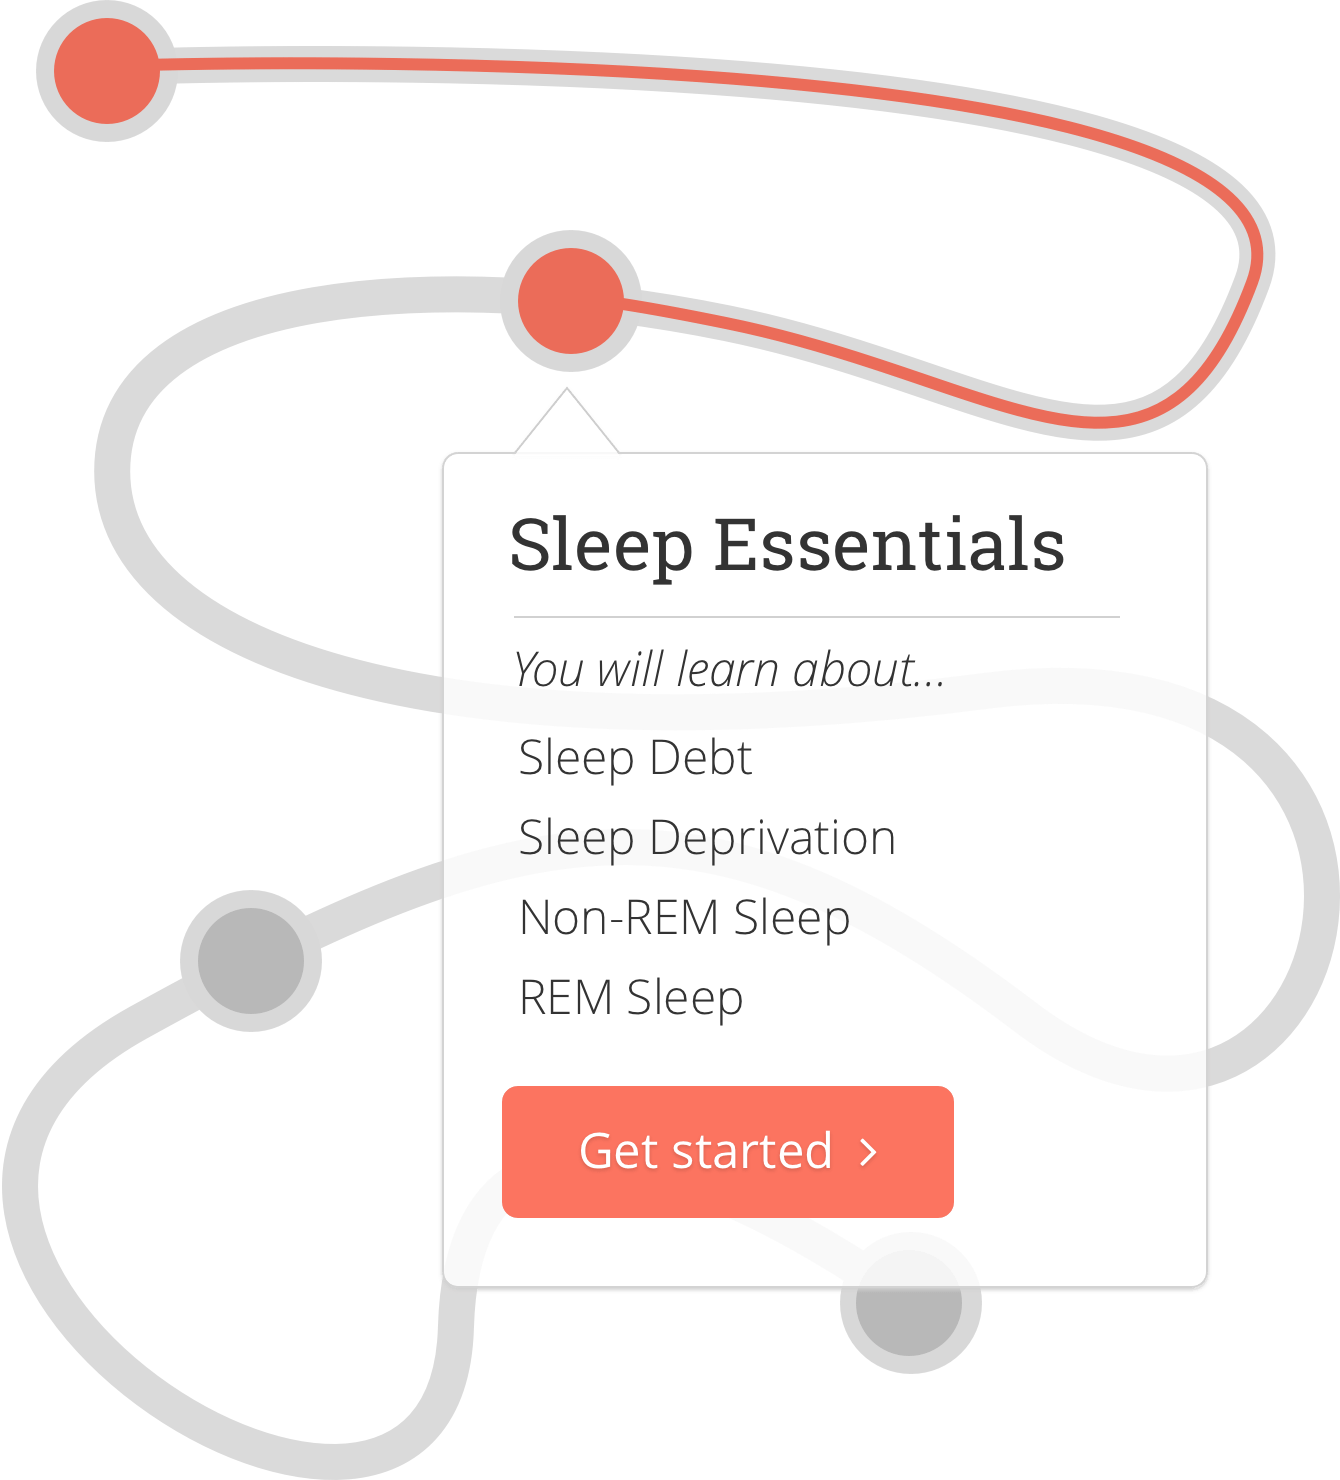 Sleep Essentials
You will learn about...
Sleep Debt
Sleep Deprivation
Non-REM Sleep
REM Sleep
Get started >